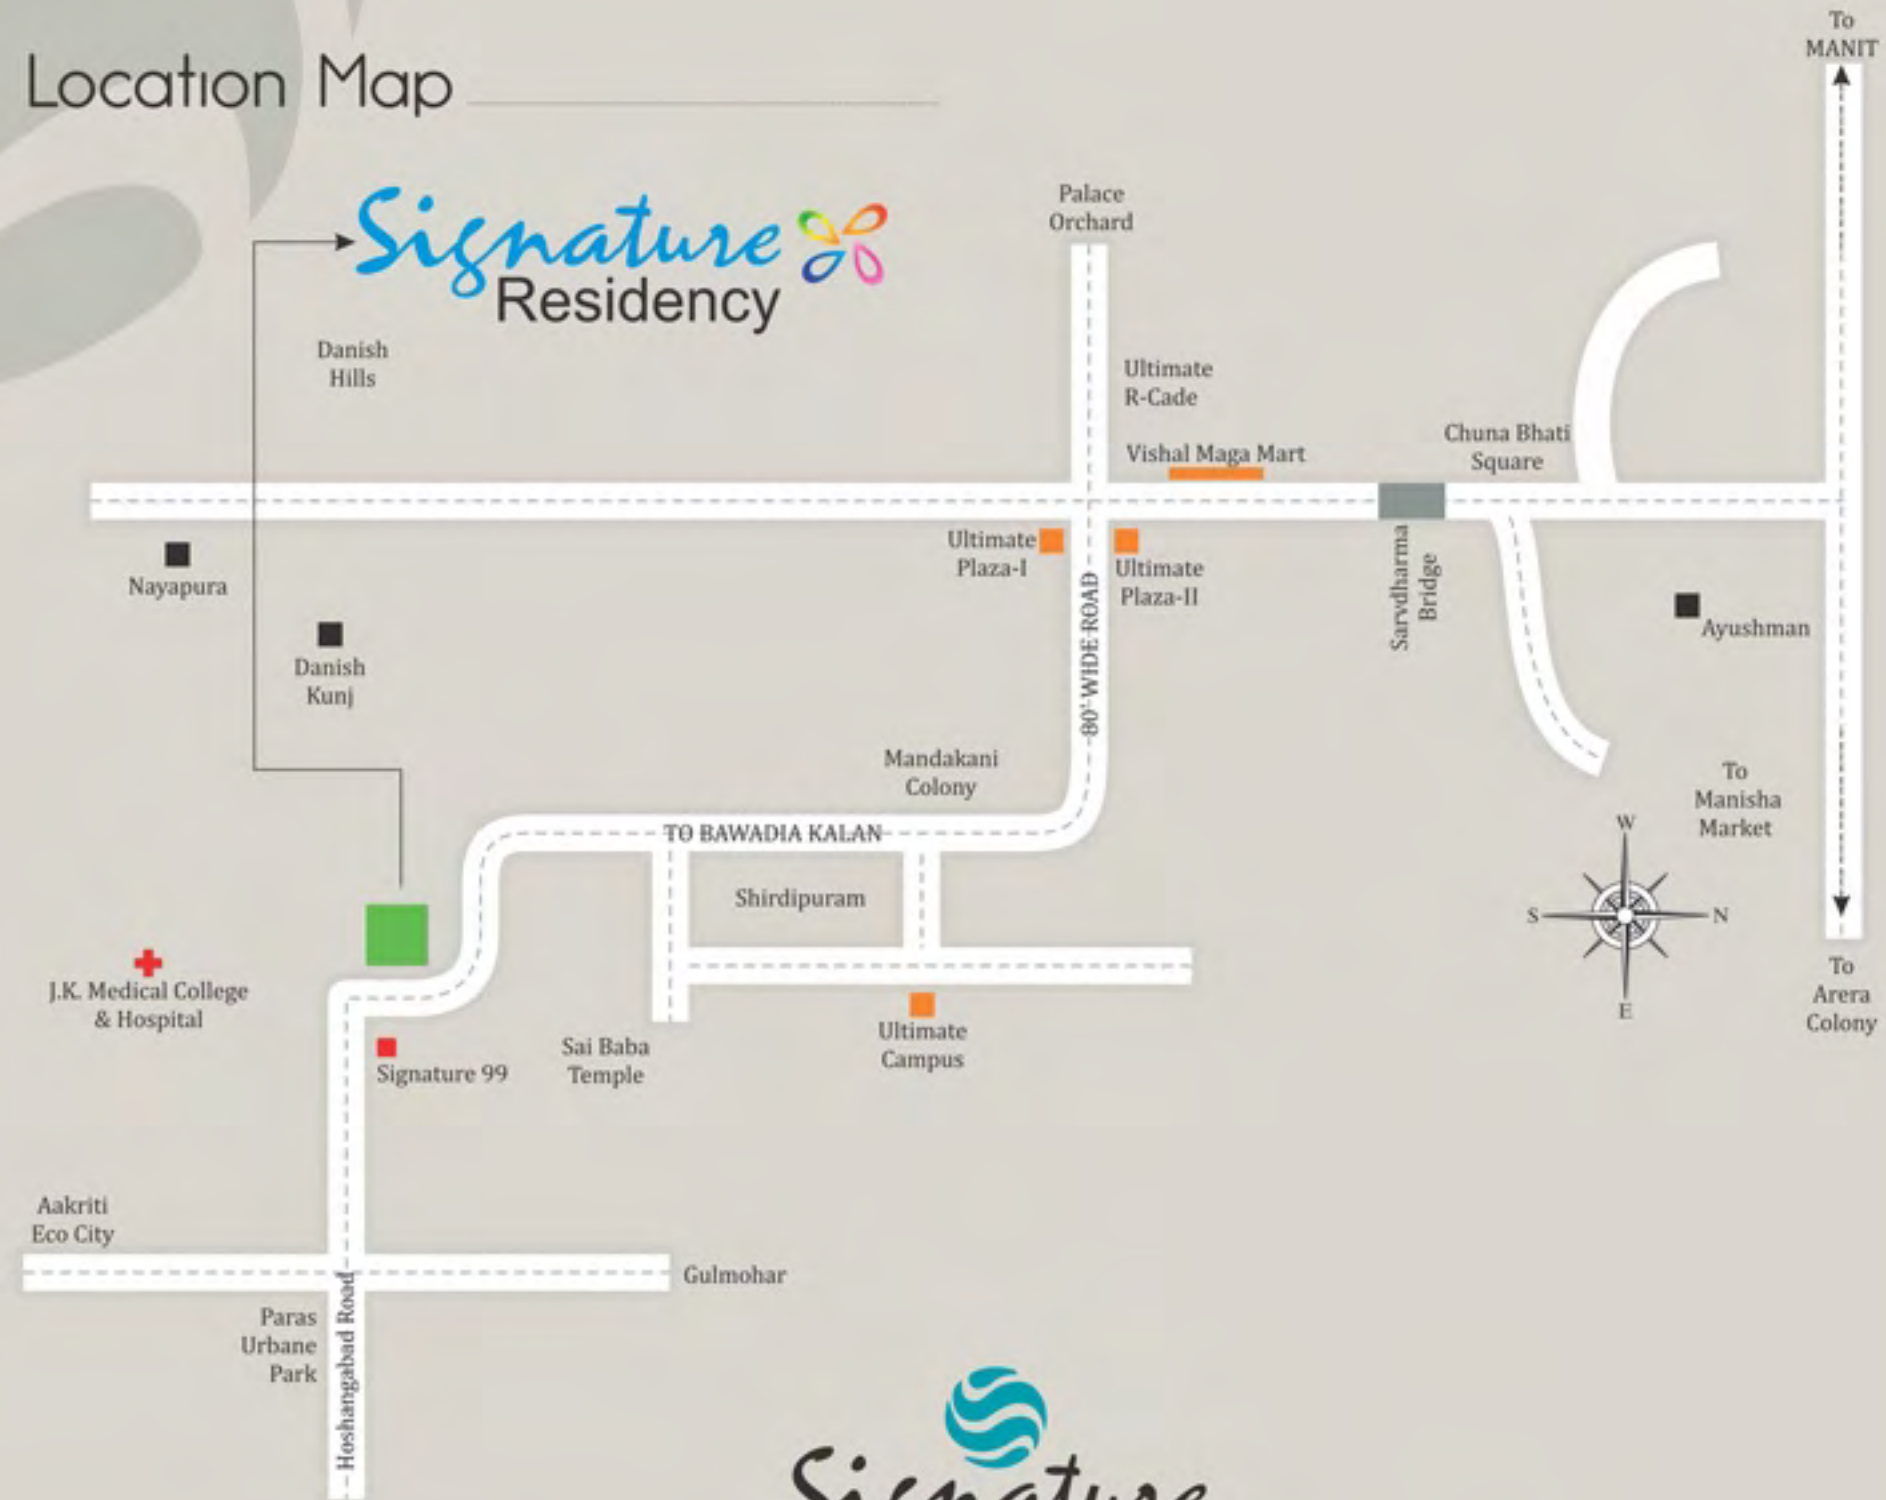 To
MANIT
Location Map
Signature
Residency
Palace
Orchard
Danish
Hills
Ultimate
R-Cade
Vishal Maga Mart
Chuna Bhati
Square
Nayapura
Ultimate
Plaza-I
Ultimate
Plaza-II
80' WIDE ROAD
Sarvdharma
Bridge
Ayushman
Danish
Kunj
Mandakani
Colony
TO BAWADIA KALAN
To
Manisha
Market
W
S
N
E
Shirdipuram
J.K. Medical College
& Hospital
To
Arera
Colony
Signature 99
Sai Baba
Temple
Ultimate
Campus
Aakriti
Eco City
Gulmohar
Paras
Urbane
Park
Hoshangabad Road
Signature